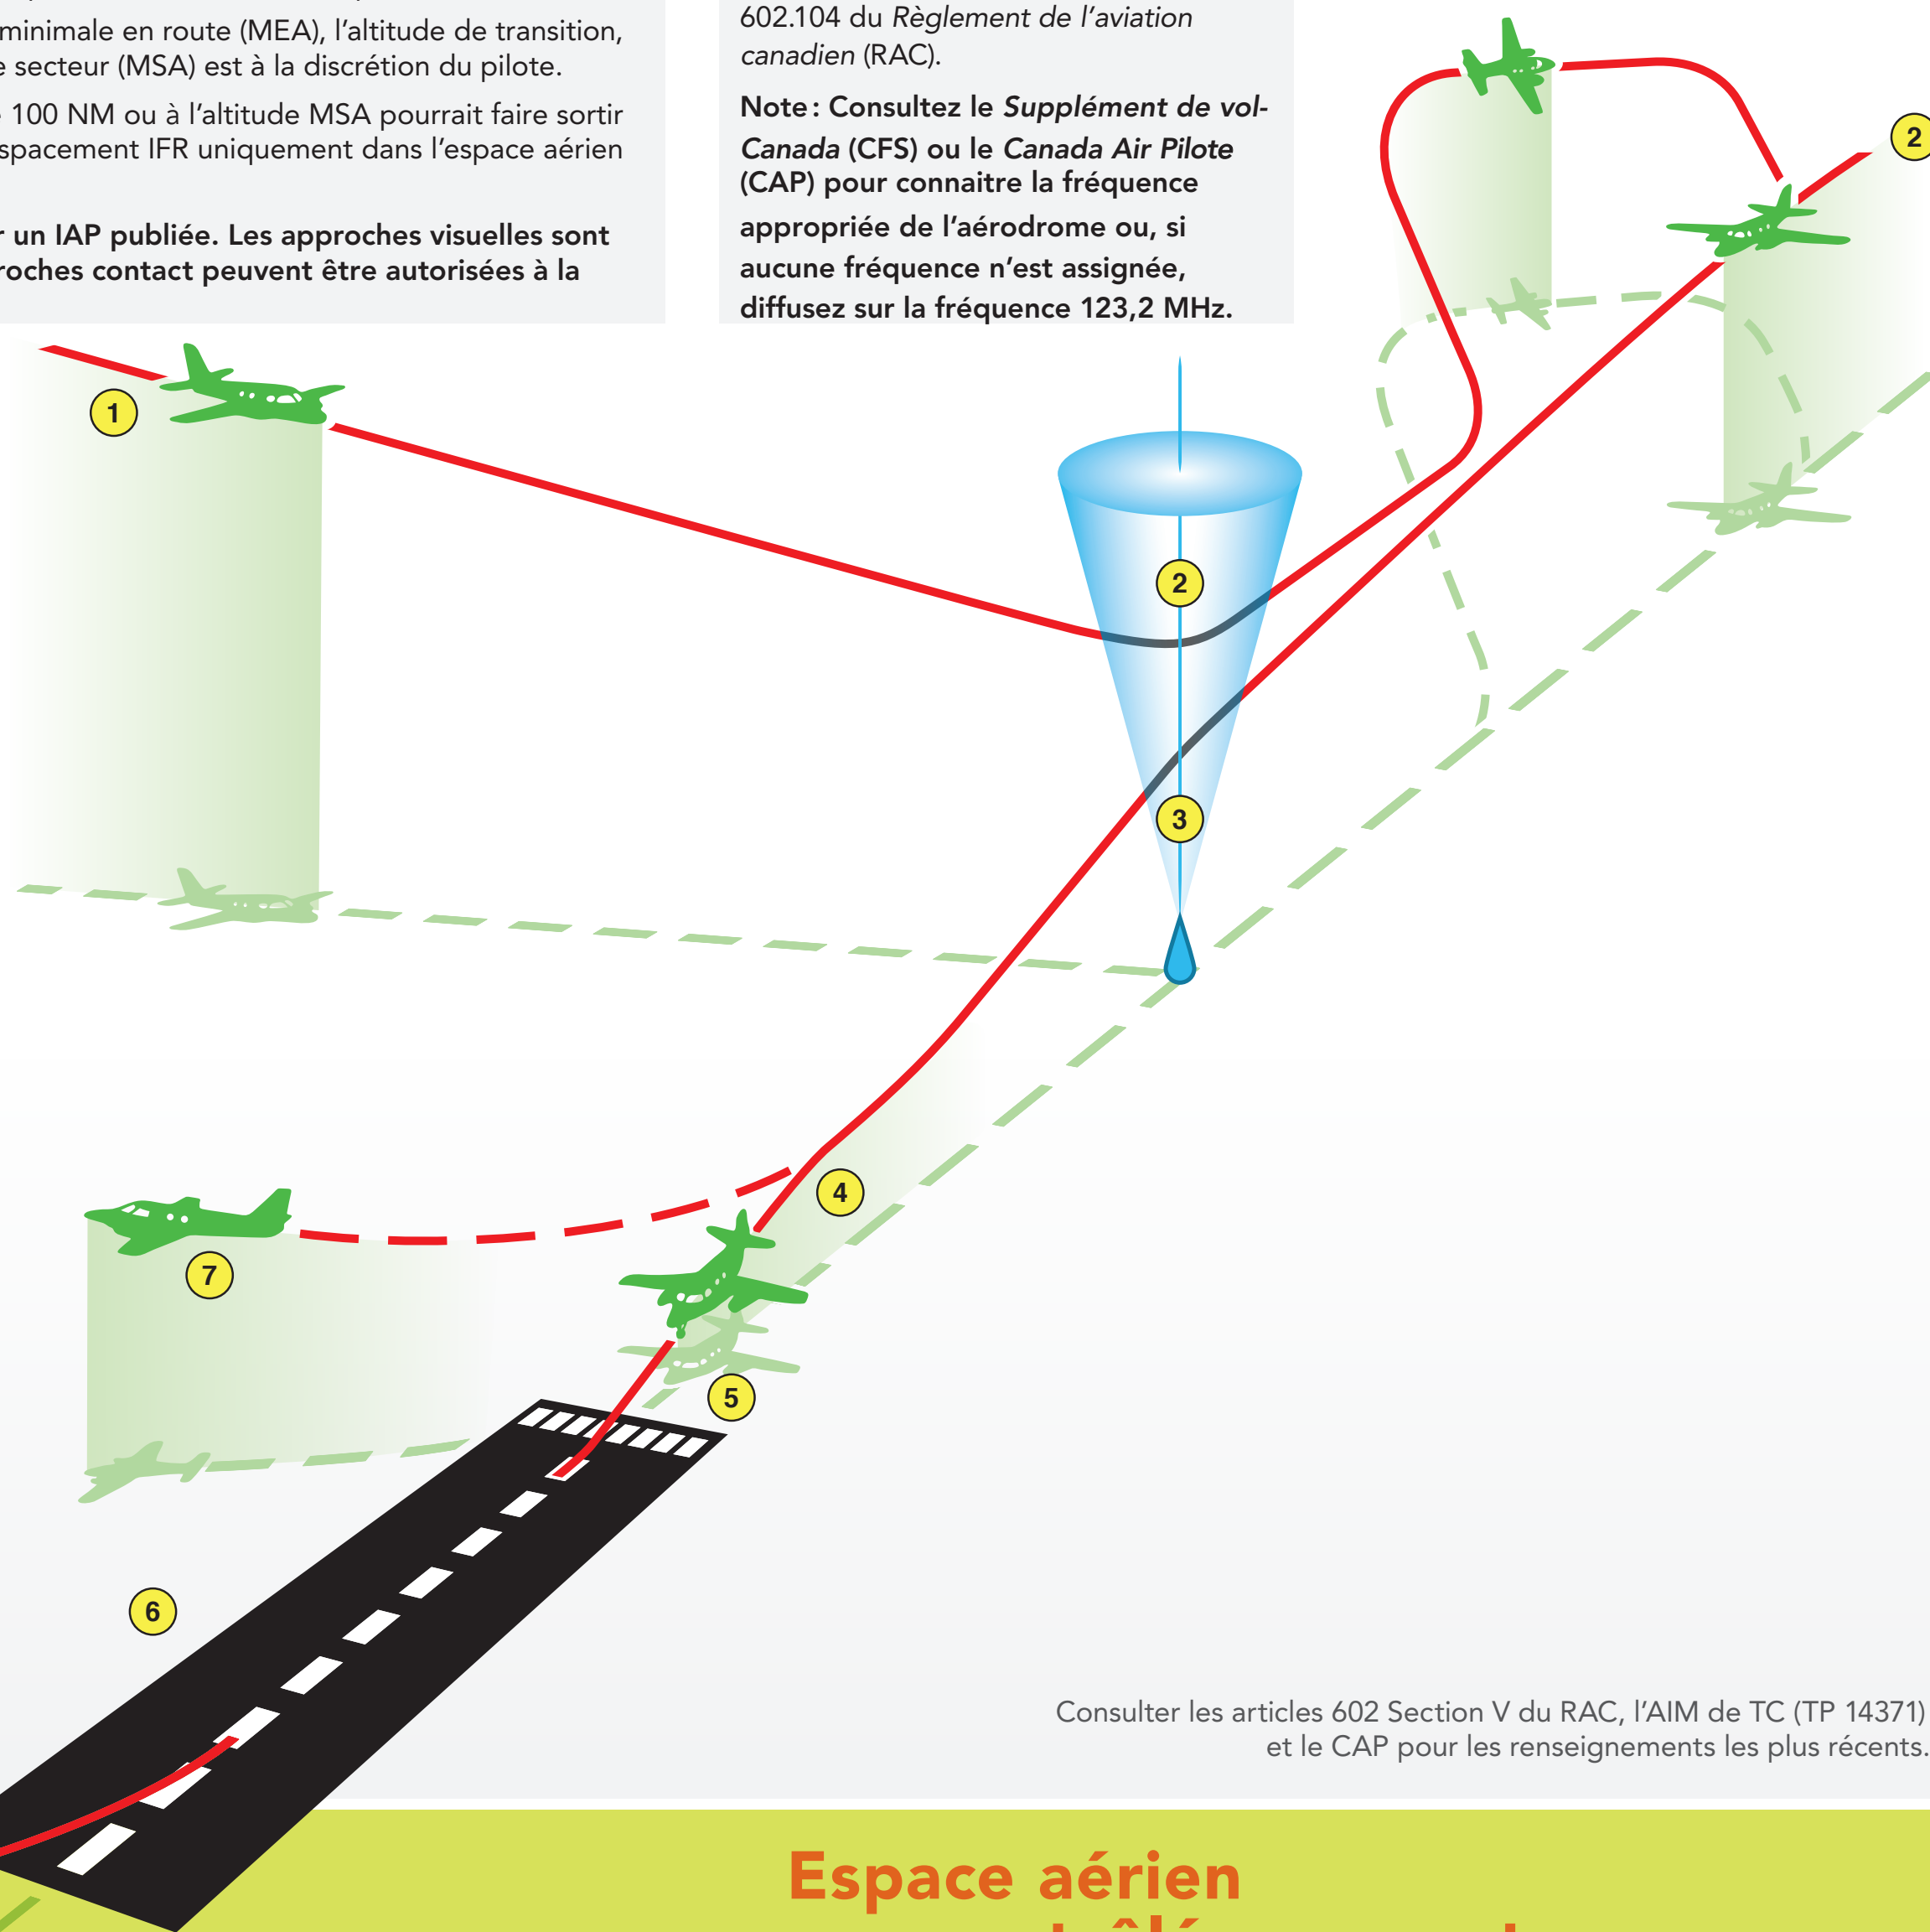 minimale en route (MEA), l’altitude de transition,
secteur (MSA) est à la discrétion du pilote.
100 NM ou à l’altitude MSA pourrait faire sortir
spacement IFR uniquement dans l’espace aérien
un IAP publiée. Les approches visuelles sont
roches contact peuvent être autorisées à la
602.104 du Règlement de l’aviation
canadien (RAC).
Note : Consultez le Supplément de vol-
Canada (CFS) ou le Canada Air Pilote
(CAP) pour connaitre la fréquence
appropriée de l’aérodrome ou, si
aucune fréquence n’est assignée,
diffusez sur la fréquence 123,2 MHz.
2
1
2
3
4
7
5
6
Consulter les articles 602 Section V du RAC, l’AIM de TC (TP 14371)
et le CAP pour les renseignements les plus récents.
Espace aérien